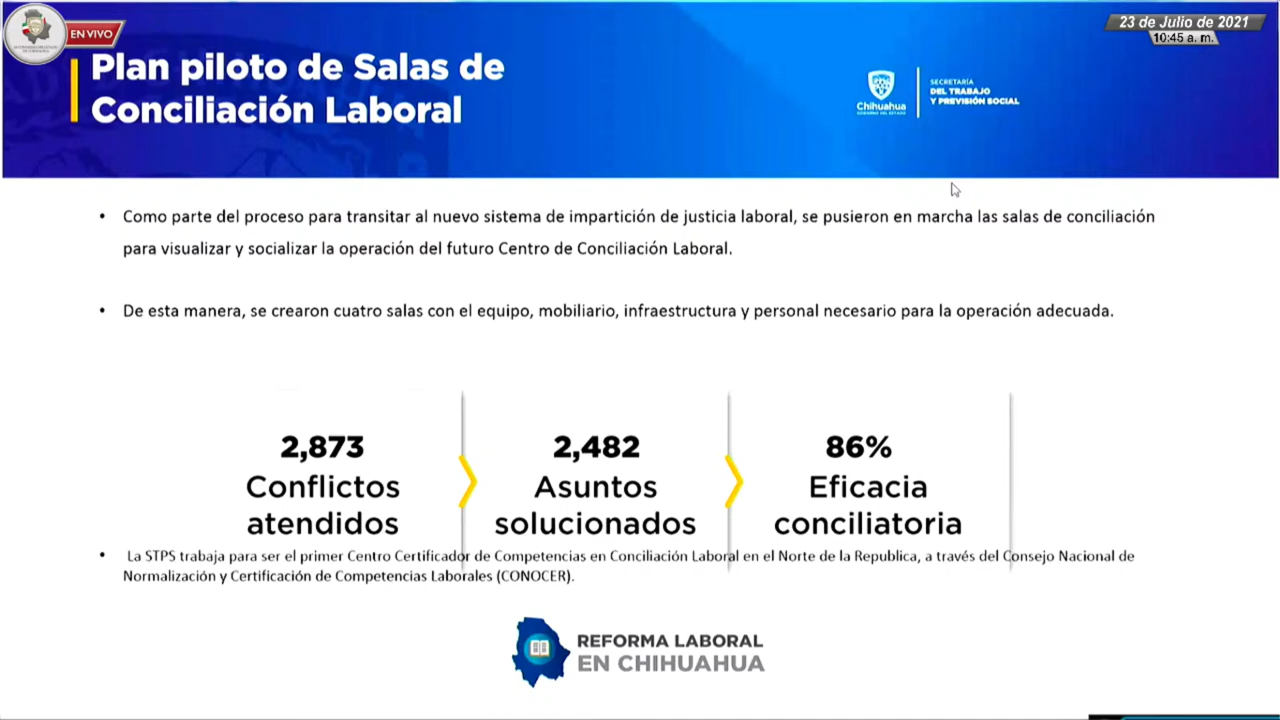 EN VIVO
23 de Julio de 2021
10:45 a. m.
Plan piloto de Salas de
Conciliación Laboral
Chihuahua
GOBIERNO DEL ESTADO
SECRETARÍA
DEL TRABAJO
Y PREVISIÓN SOCIAL
• Como parte del proceso para transitar al nuevo sistema de impartición de justicia laboral, se pusieron en marcha las salas de conciliación
para visualizar y socializar la operación del futuro Centro de Conciliación Laboral.
• De esta manera, se crearon cuatro salas con el equipo, mobiliario, infraestructura y personal necesario para la operación adecuada.
2,873
Conflictos
atendidos
2,482
Asuntos
solucionados
86%
Eficacia
conciliatoria
• La STPS trabaja para ser el primer Centro Certificador de Competencias en Conciliación Laboral en el Norte de la Republica, a través del Consejo Nacional de
Normalización y Certificación de Competencias Laborales (CONOCER).
REFORMA LABORAL
EN CHIHUAHUA